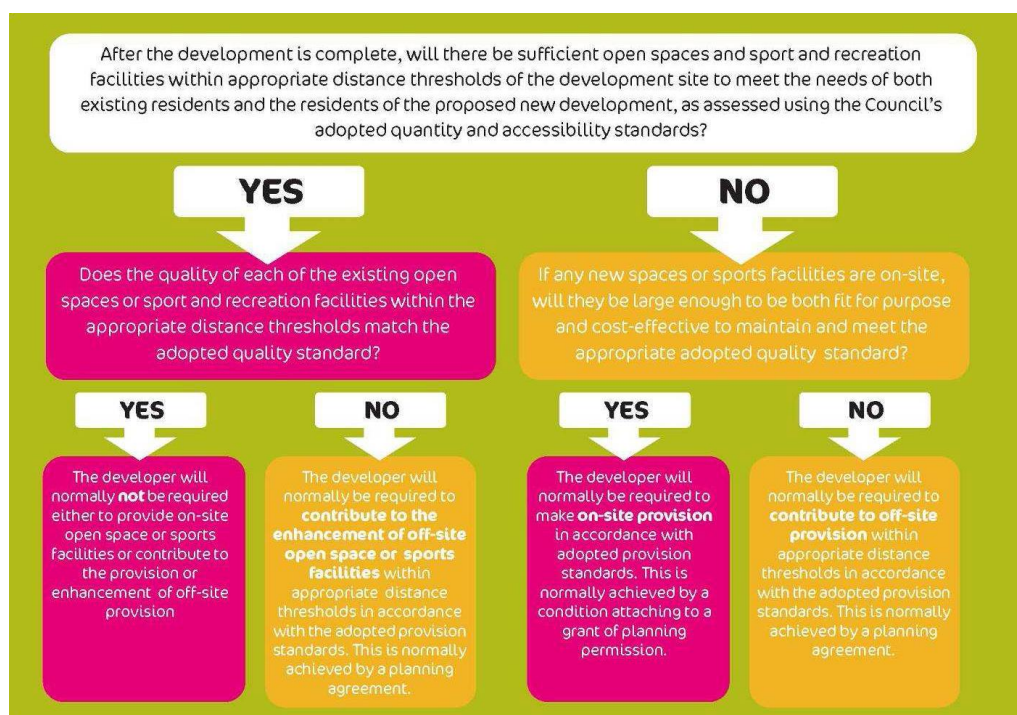 After the development is complete, will there be sufficient open spaces and sport and recreation
facilities within appropriate distance thresholds of the development site to meet the needs of both
existing residents and the residents of the proposed new development, as assessed using the Council's
adopted quantity and accessibility standards?
YES
NO
Does the quality of each of the existing open
spaces or sport and recreation facilities within the
appropriate distance thresholds match the
adopted quality standard?
If any new spaces or sports facilities are on-site,
will they be large enough to be both fit for purpose
and cost-effective to maintain and meet the
appropriate adopted quality standard?
YES
NO
YES
NO
The developer will
normally not be required
either to provide on-site
open space or sports
facilities or contribute to
the provision or
enhancement of off-site
provision
The developer will
normally be required to
contribute to the
enhancement of off-site
open space or sports
facilities within
appropriate distance
thresholds in accordance
with the adopted provision
standards. This is normally
achieved by a planning
agreement.
The developer will
normally be required to
make on-site provision
in accordance with
adopted provision
standards. This is
normally achieved by a
condition attaching to a
grant of planning
permission.
The developer will
normally be required to
contribute to off-site
provision within
appropriate distance
thresholds in accordance
with the adopted provision
standards. This is normally
achieved by a planning
agreement.